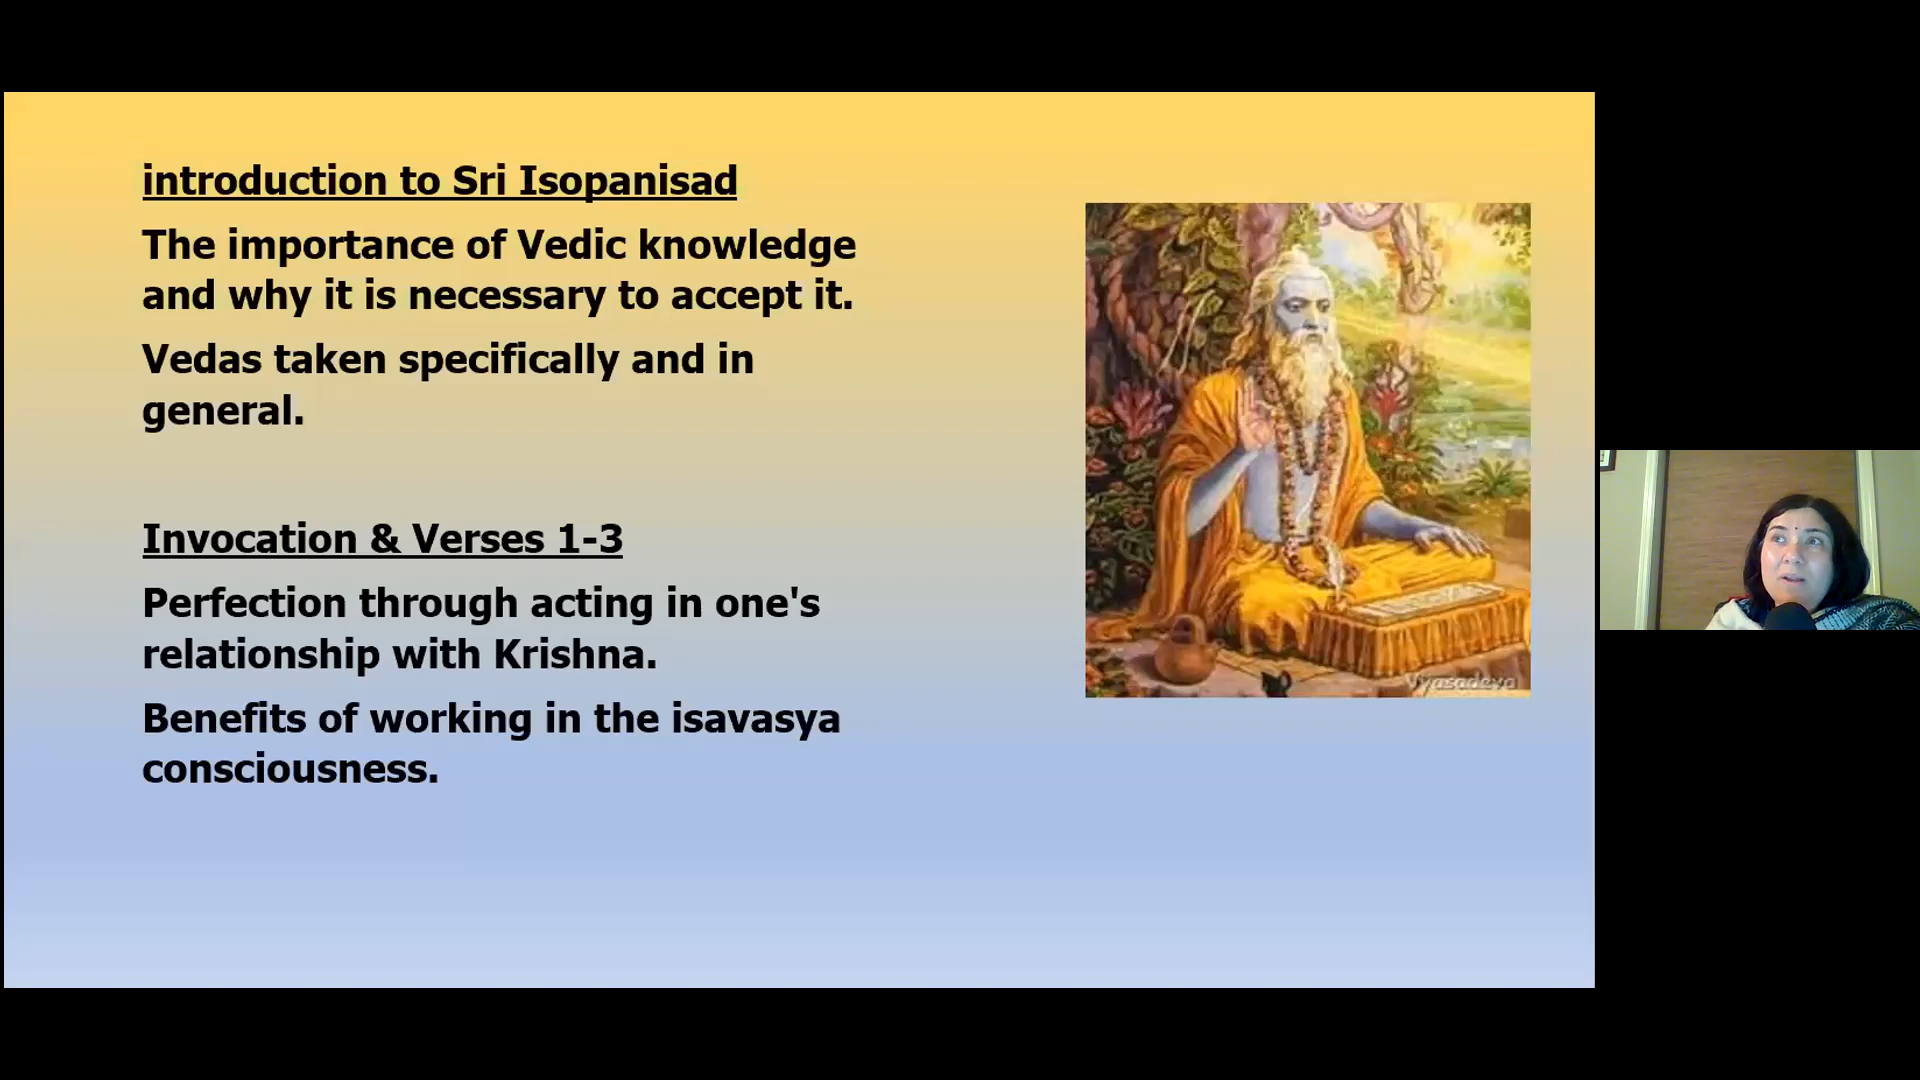 introduction to Sri Isopanisad
The importance of Vedic knowledge
and why it is necessary to accept it.
Vedas taken specifically and in
general.
Invocation & Verses 1-3
Perfection through acting in one's
relationship with Krishna.
Benefits of working in the isavasya
consciousness.
Vyasadeva